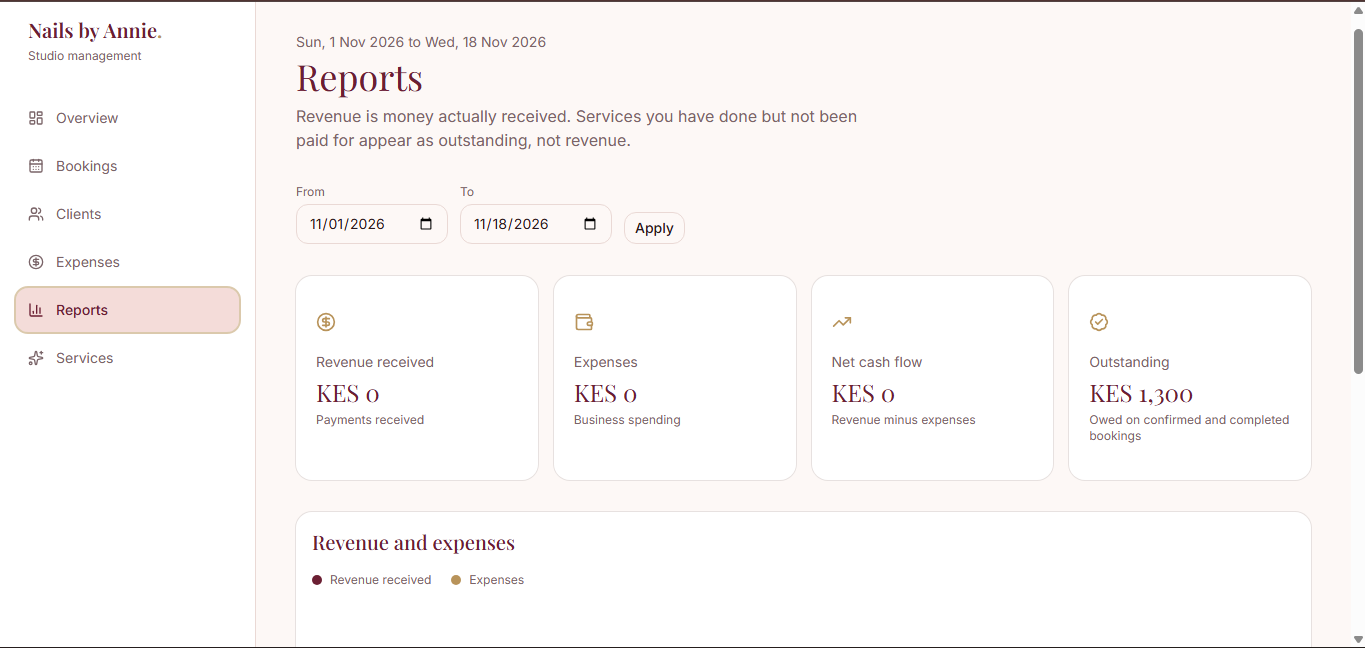 Nails by Annie.
Studio management
Overview
Bookings
Clients
Expenses
Reports
Services
Sun, 1 Nov 2026 to Wed, 18 Nov 2026
Reports
Revenue is money actually received. Services you have done but not been
paid for appear as outstanding, not revenue.
From
To
11/01/2026
11/18/2026
Apply
Revenue received
KES 0
Payments received
Expenses
KES 0
Business spending
Net cash flow
KES 0
Revenue minus expenses
Outstanding
KES 1,300
Owed on confirmed and completed
bookings
Revenue and expenses
Revenue received
Expenses